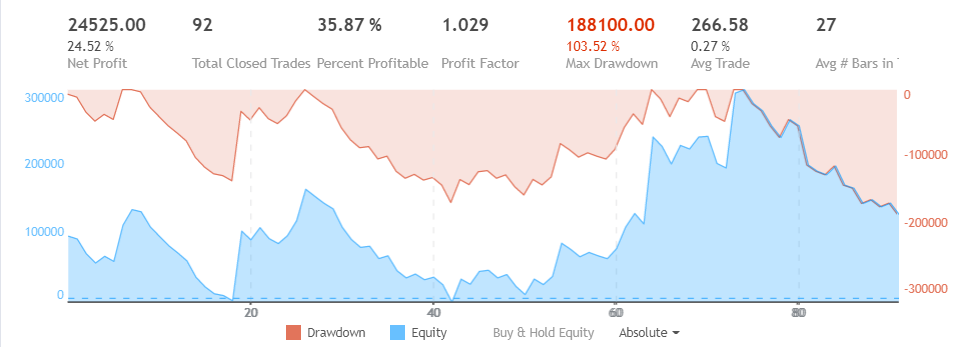 24525.00 92 35.87 % 1.029 188100.00 266.58 27
24.52 % 103.52 % 0.27 %
Net Profit Total Closed Trades Percent Profitable Profit Factor Max Drawdown Avg Trade Avg # Bars in
300000 0
200000 -100000
100000 -200000
0 -300000
20 40 60 80
Drawdown Equity Buy & Hold Equity Absolute